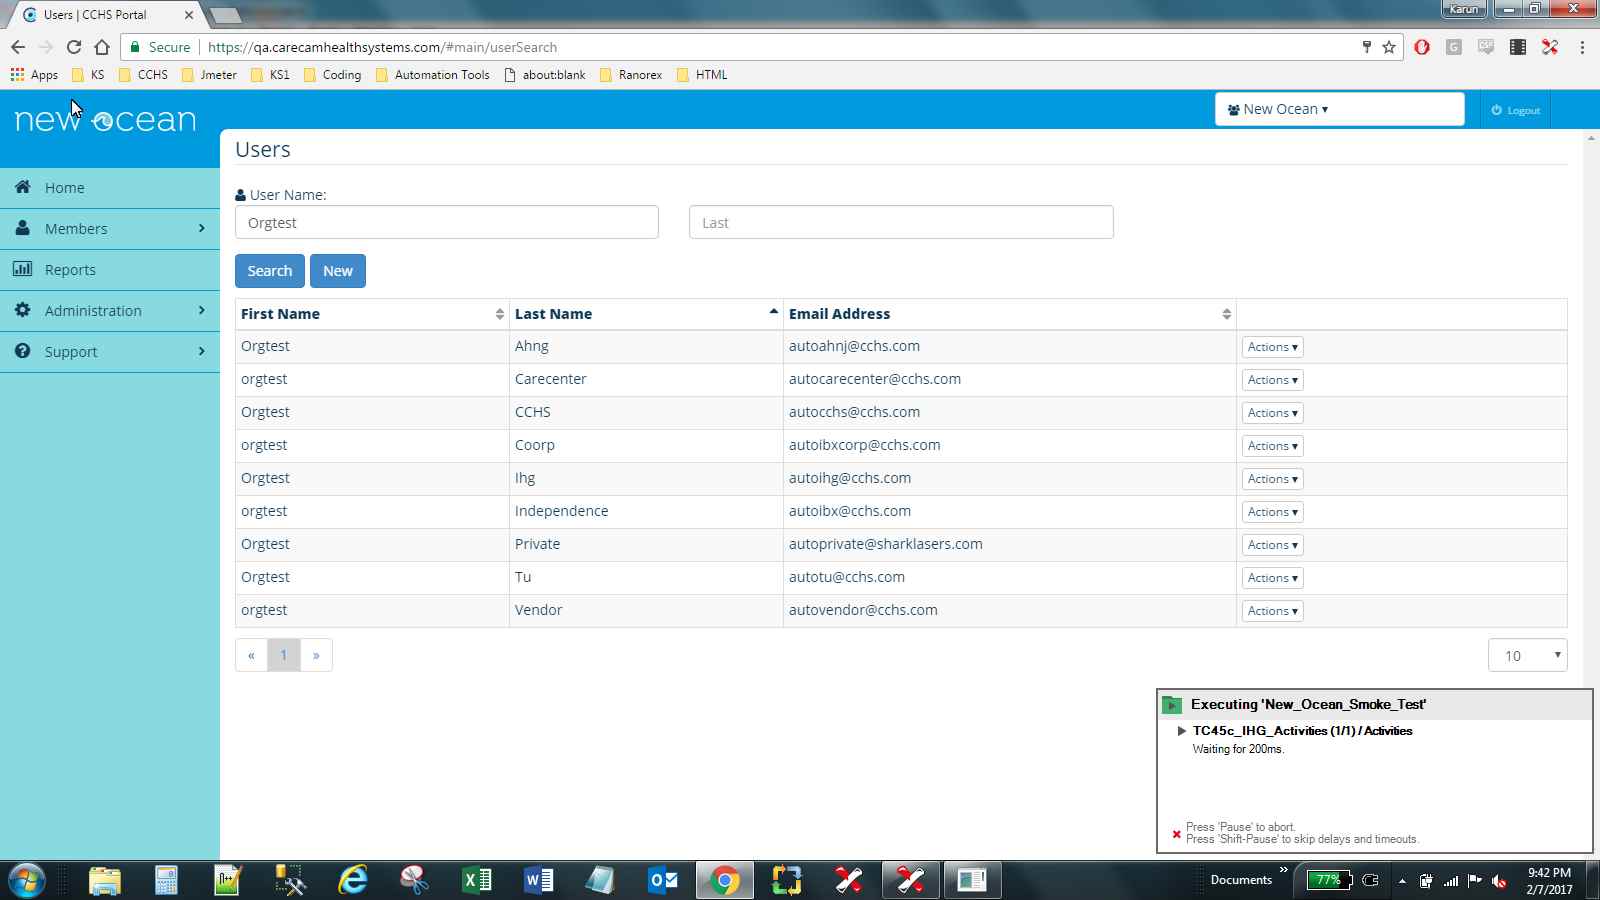 Users | CCHS Portal
Karun
Secure https://qa.carecamhealthsystems.com/#main/userSearch
Apps KS CCHS Jmeter KS1 Coding Automation Tools about:blank Ranorex HTML
new ocean
New Ocean ▾
Logout
Home
Members
Reports
Administration
Support
Users
User Name:
Orgtest Last
Search New
First Name Last Name Email Address
Orgtest Ahng autoahnj@cchs.com Actions ▾
orgtest Carecenter autocarecenter@cchs.com Actions ▾
Orgtest CCHS autocchs@cchs.com Actions ▾
orgtest Coorp autoibxcorp@cchs.com Actions ▾
Orgtest Ihg autoihg@cchs.com Actions ▾
orgtest Independence autoibx@cchs.com Actions ▾
Orgtest Private autoprivate@sharklasers.com Actions ▾
Orgtest Tu autotu@cchs.com Actions ▾
orgtest Vendor autovendor@cchs.com Actions ▾
« 1 »
10
Executing 'New_Ocean_Smoke_Test'
TC45c_IHG_Activities (1/1) / Activities
Waiting for 200ms.
Press 'Pause' to abort.
Press 'Shift-Pause' to skip delays and timeouts.
Documents »
77%
9:42 PM
2/7/2017